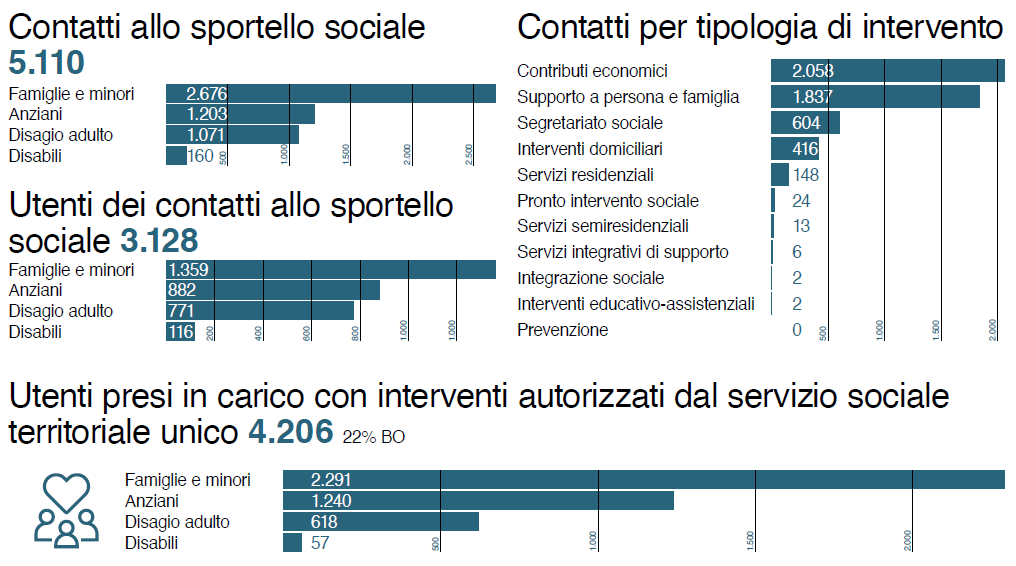 Contatti allo sportello sociale
5.110
Famiglie e minori 2.676
Anziani 1.203
Disagio adulto 1.071
Disabili 160
500 1.000 1.500 2.000 2.500
Utenti dei contatti allo sportello
sociale 3.128
Famiglie e minori 1.359
Anziani 882
Disagio adulto 771
Disabili 116
200 400 600 800 1.000 1.000
Contatti per tipologia di intervento
Contributi economici 2.058
Supporto a persona e famiglia 1.837
Segretariato sociale 604
Interventi domiciliari 416
Servizi residenziali 148
Pronto intervento sociale 24
Servizi semiresidenziali 13
Servizi integrativi di supporto 6
Integrazione sociale 2
Interventi educativo-assistenziali 2
Prevenzione 0
500 1.000 1.500 2.000
Utenti presi in carico con interventi autorizzati dal servizio sociale
territoriale unico 4.206 22% BO
Famiglie e minori 2.291
Anziani 1.240
Disagio adulto 618
Disabili 57
500 1.000 1.500 2.000